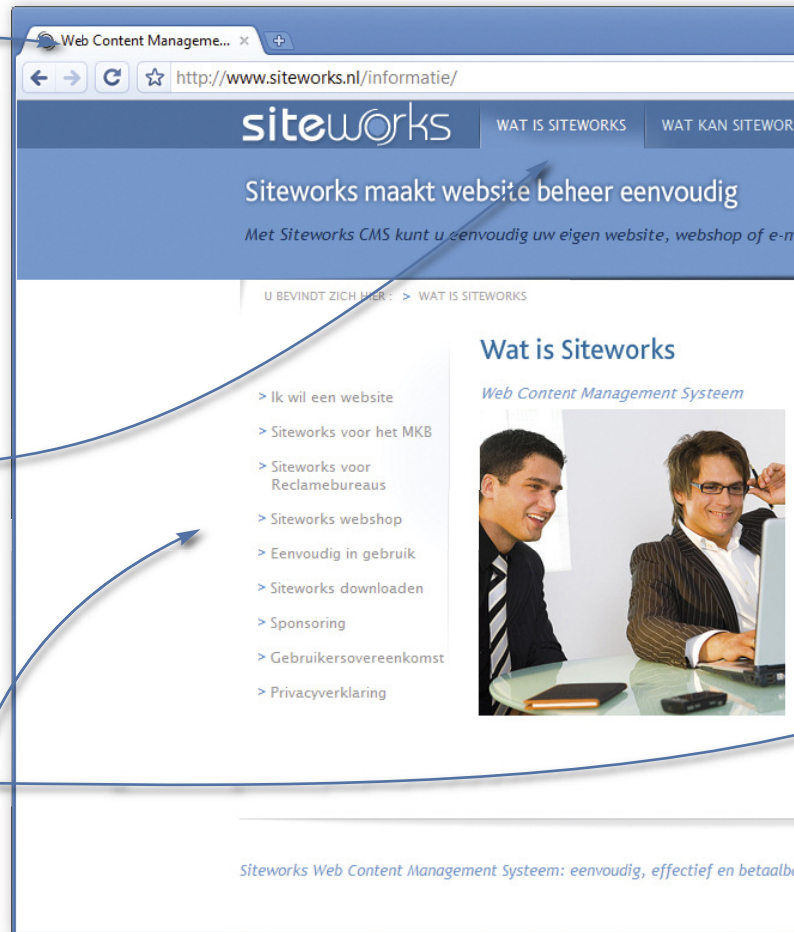 Web Content Manageme...
http://www.siteworks.nl/informatie/
siteworks WAT IS SITEWORKS WAT KAN SITEWOR
Siteworks maakt website beheer eenvoudig
Met Siteworks CMS kunt u eenvoudig uw eigen website, webshop of e-m
U BEVINDT ZICH HIER : > WAT IS SITEWORKS
Wat is Siteworks
Web Content Management Systeem
> Ik wil een website
> Siteworks voor het MKB
> Siteworks voor
Reclamebureaus
> Siteworks webshop
> Eenvoudig in gebruik
> Siteworks downloaden
> Sponsoring
> Gebruikersovereenkomst
> Privacyverklaring
Siteworks Web Content Management Systeem: eenvoudig, effectief en betaalba